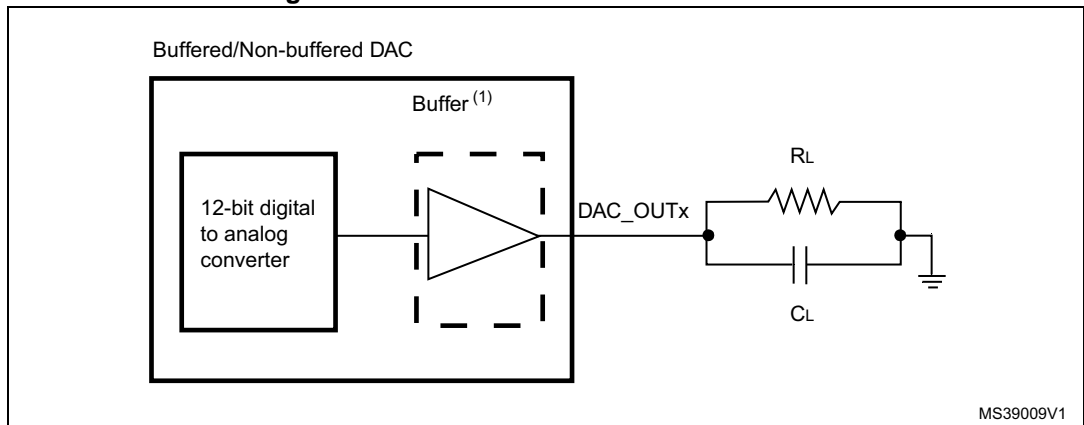 Buffered/Non-buffered DAC
Buffer (1)
12-bit digital
to analog
converter
DAC_OUTx
RL
CL
MS39009V1